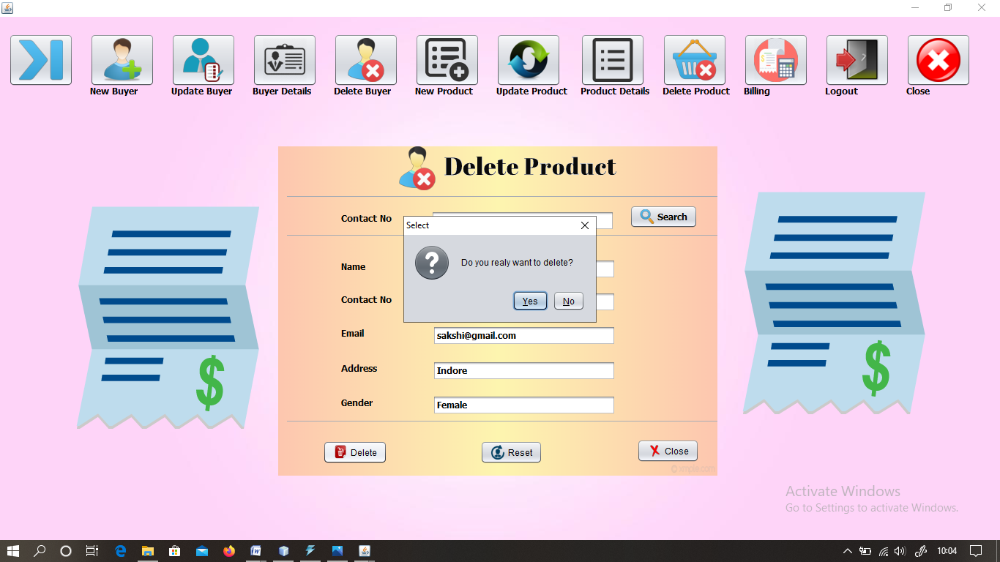 New Buyer Update Buyer Buyer Details Delete Buyer New Product Update Product Product Details Delete Product Billing Logout Close
Delete Product
Contact No Search
Select
Do you realy want to delete?
Name
Yes No
Contact No
Email sakshi@gmail.com
Address Indore
Gender Female
Delete Reset Close
Activate Windows
Go to Settings to activate Windows.
10:04